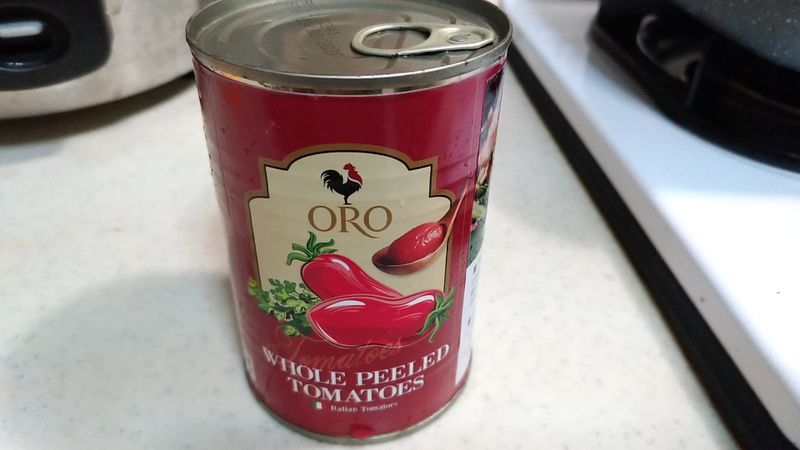 ORO
Tomatoes
WHOLE PEELED
TOMATOES
Italian Tomatoes